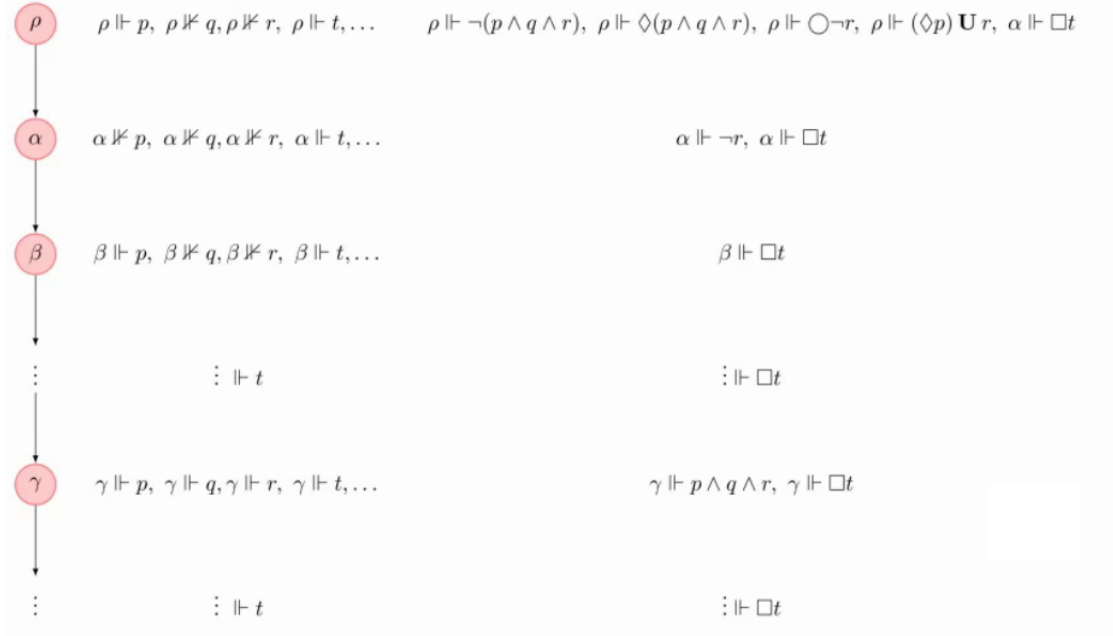 ρ ρ ⊩ p, ρ ⊮ q, ρ ⊮ r, ρ ⊩ t, … ρ ⊩ ¬(p ∧ q ∧ r), ρ ⊩ ◊(p ∧ q ∧ r), ρ ⊩ ◯¬r, ρ ⊩ (◊p) U r, α ⊩ □t
α α ⊮ p, α ⊮ q, α ⊮ r, α ⊩ t, … α ⊩ ¬r, α ⊩ □t
β β ⊩ p, β ⊮ q, β ⊮ r, β ⊩ t, … β ⊩ □t
⋮ ⋮ ⊩ t ⋮ ⊩ □t
γ γ ⊩ p, γ ⊩ q, γ ⊩ r, γ ⊩ t, … γ ⊩ p ∧ q ∧ r, γ ⊩ □t
⋮ ⋮ ⊩ t ⋮ ⊩ □t